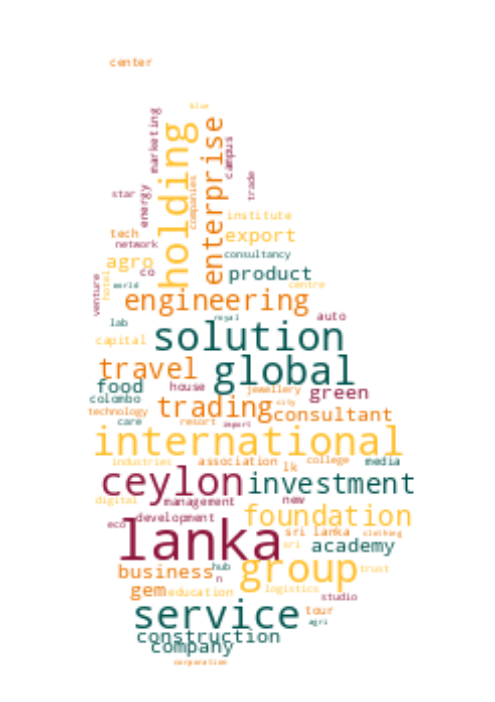 center
blue
marketing
holding
enterprise
campus
companies
trade
star
energy
institute
tech
export
network
consultancy
agro
co
product
venture
hotel
world
centre
engineering
lab
royal
auto
solution
capital
travel
global
food
house
jewellery
green
colombo
trading
city
technology
consultant
care
resort
import
international
industries
association
lk
college
media
ceylon
investment
digital
management
new
foundation
eco
development
lanka
sri lanka
clothing
sri
academy
business
hub
group
trust
n
gem
education
logistics
studio
service
tour
agri
construction
company
corporation